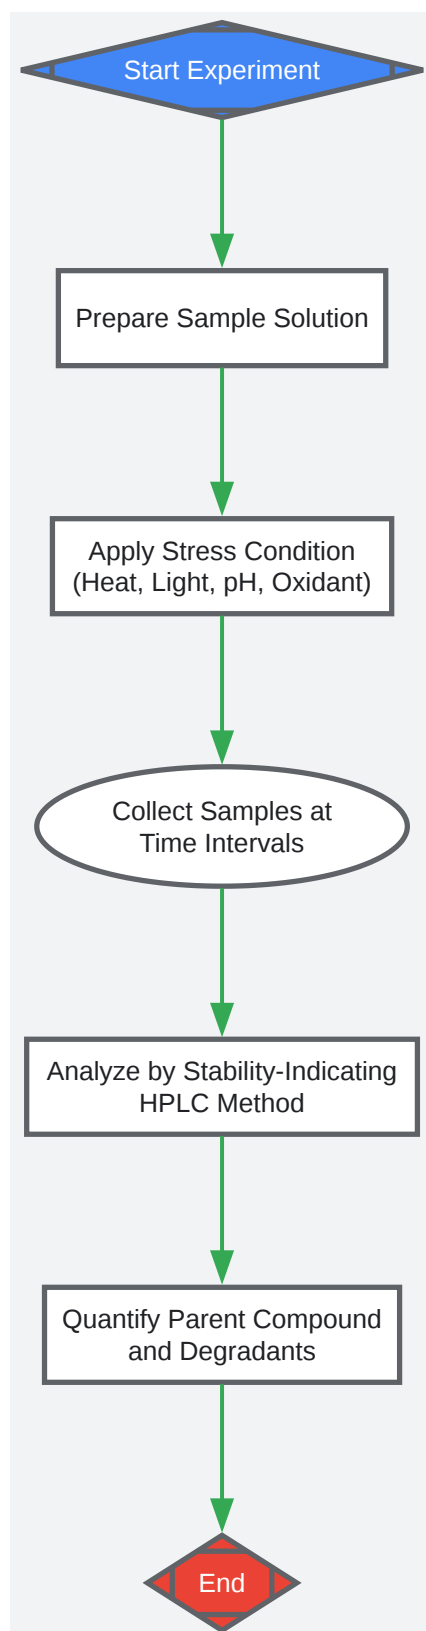 Start Experiment
Prepare Sample Solution
Apply Stress Condition
(Heat, Light, pH, Oxidant)
Collect Samples at
Time Intervals
Analyze by Stability-Indicating
HPLC Method
Quantify Parent Compound
and Degradants
End